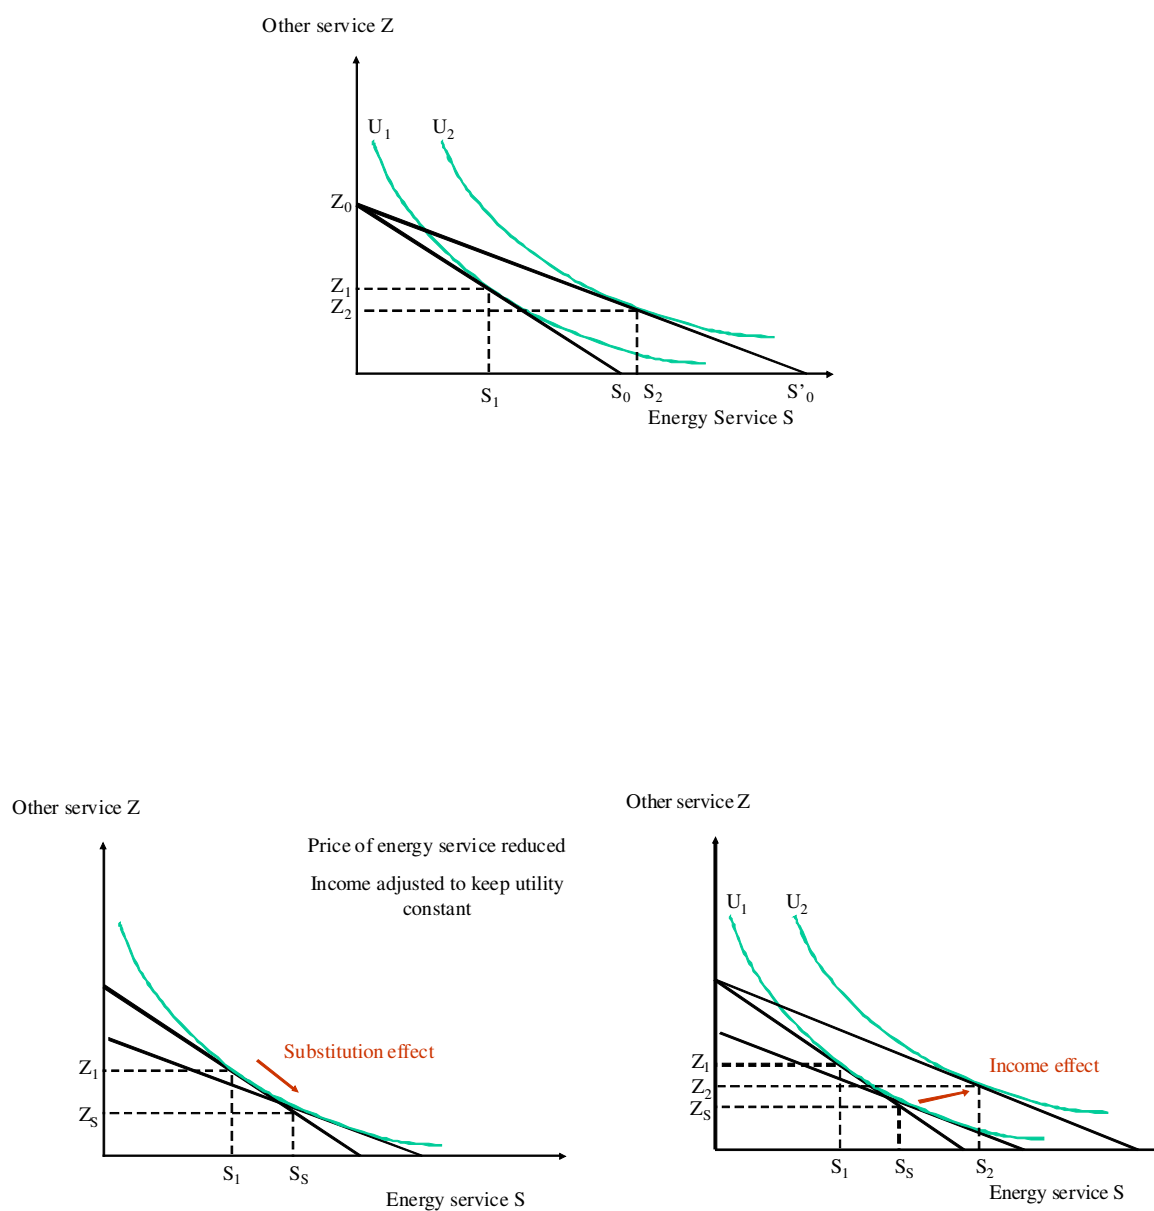 Other service Z
U1 U2
Z0
Z1
Z2
S1 S0 S2 S’0
Energy Service S
Other service Z
Price of energy service reduced
Income adjusted to keep utility
constant
Substitution effect
Z1
ZS
S1 SS
Energy service S
Other service Z
U1 U2
Income effect
Z1
Z2
ZS
S1 SS S2
Energy service S